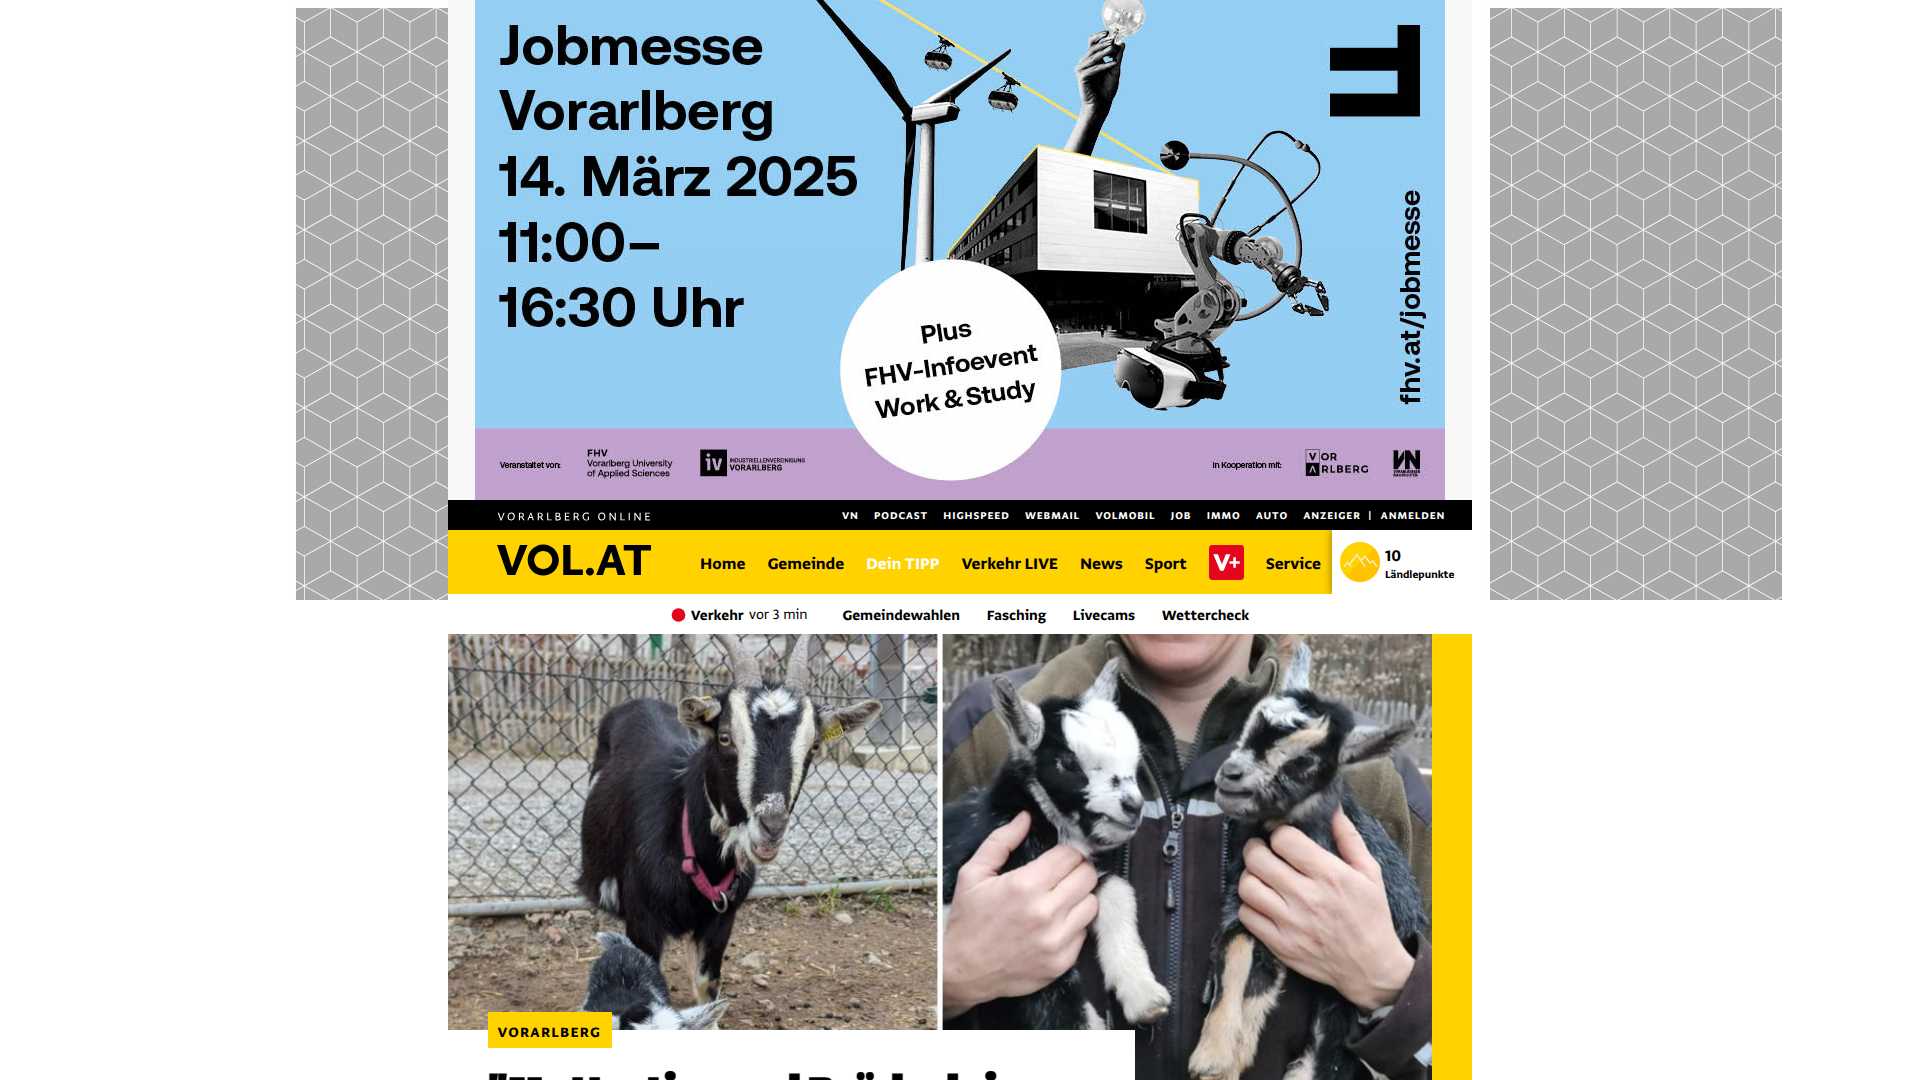 Jobmesse
Vorarlberg
14. März 2025
11:00–
16:30 Uhr
fhv.at/jobmesse
Plus
FHV-Infoevent
Work & Study
Veranstaltet von:
FHV
Vorarlberg University
of Applied Sciences
iv INDUSTRIELLENVEREINIGUNG
VORARLBERG
In Kooperation mit:
VOR
ARLBERG
VN
VORARLBERG ONLINE
VN PODCAST HIGHSPEED WEBMAIL VOLMOBIL JOB IMMO AUTO ANZEIGER | ANMELDEN
VOL.AT
Home Gemeinde Dein TIPP Verkehr LIVE News Sport V+ Service
10
Ländlepunkte
Verkehr vor 3 min Gemeindewahlen Fasching Livecams Wettercheck
VORARLBERG